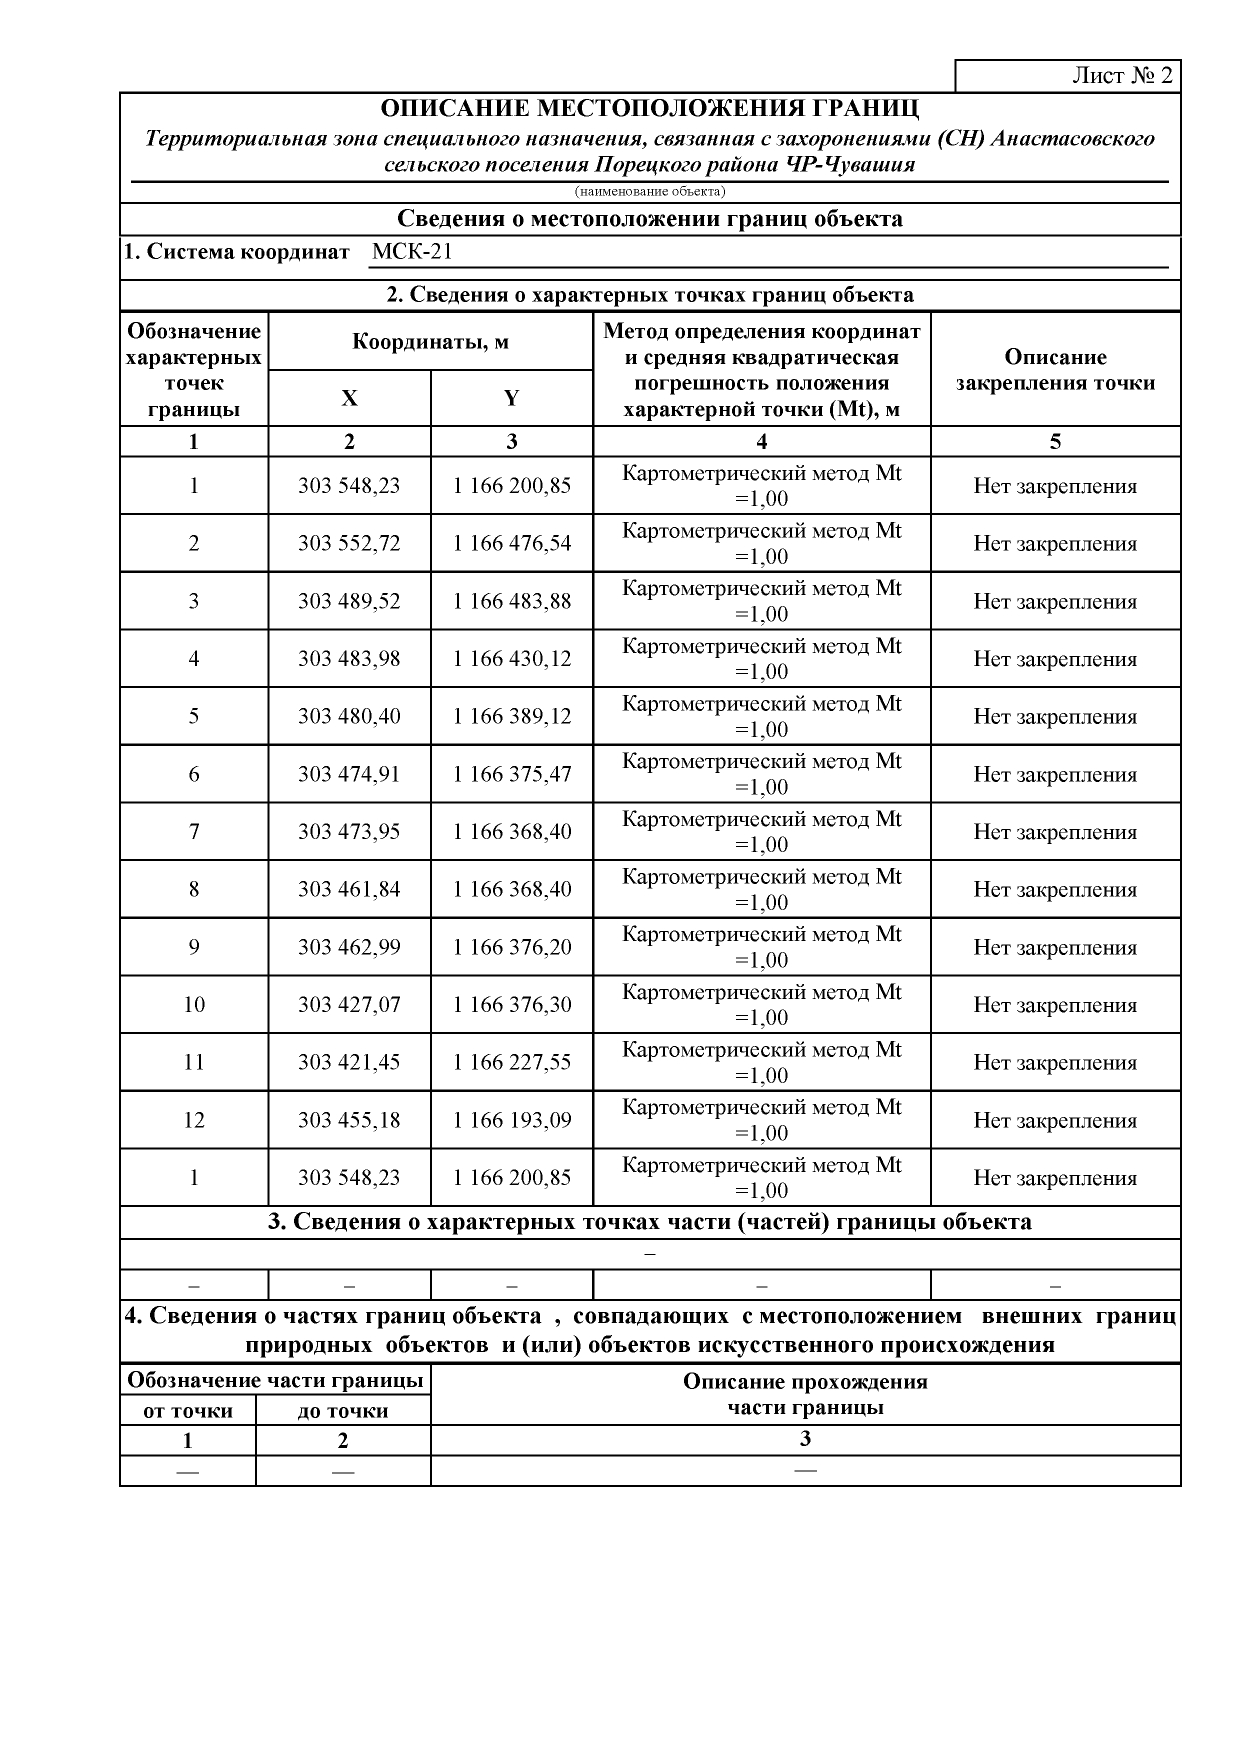 Лист № 2
ОПИСАНИЕ МЕСТОПОЛОЖЕНИЯ ГРАНИЦ
Территориальная зона специального назначения, связанная с захоронениями (СН) Анастасовского
сельского поселения Порецкого района ЧР-Чувашия
(наименование объекта)
Сведения о местоположении границ объекта
1. Система координат МСК-21
2. Сведения о характерных точках границ объекта
Обозначение
характерных
точек
границы
Координаты, м
X Y
Метод определения координат
и средняя квадратическая
погрешность положения
характерной точки (Mt), м
Описание
закрепления точки
1 2 3 4 5
1 303 548,23 1 166 200,85 Картометрический метод Mt
=1,00
Нет закрепления
2 303 552,72 1 166 476,54 Картометрический метод Mt
=1,00
Нет закрепления
3 303 489,52 1 166 483,88 Картометрический метод Mt
=1,00
Нет закрепления
4 303 483,98 1 166 430,12 Картометрический метод Mt
=1,00
Нет закрепления
5 303 480,40 1 166 389,12 Картометрический метод Mt
=1,00
Нет закрепления
6 303 474,91 1 166 375,47 Картометрический метод Mt
=1,00
Нет закрепления
7 303 473,95 1 166 368,40 Картометрический метод Mt
=1,00
Нет закрепления
8 303 461,84 1 166 368,40 Картометрический метод Mt
=1,00
Нет закрепления
9 303 462,99 1 166 376,20 Картометрический метод Mt
=1,00
Нет закрепления
10 303 427,07 1 166 376,30 Картометрический метод Mt
=1,00
Нет закрепления
11 303 421,45 1 166 227,55 Картометрический метод Mt
=1,00
Нет закрепления
12 303 455,18 1 166 193,09 Картометрический метод Mt
=1,00
Нет закрепления
1 303 548,23 1 166 200,85 Картометрический метод Mt
=1,00
Нет закрепления
3. Сведения о характерных точках части (частей) границы объекта
–
– – – – –
4. Сведения о частях границ объекта , совпадающих с местоположением внешних границ
природных объектов и (или) объектов искусственного происхождения
Обозначение части границы
от точки до точки
Описание прохождения
части границы
1 2 3
— — —